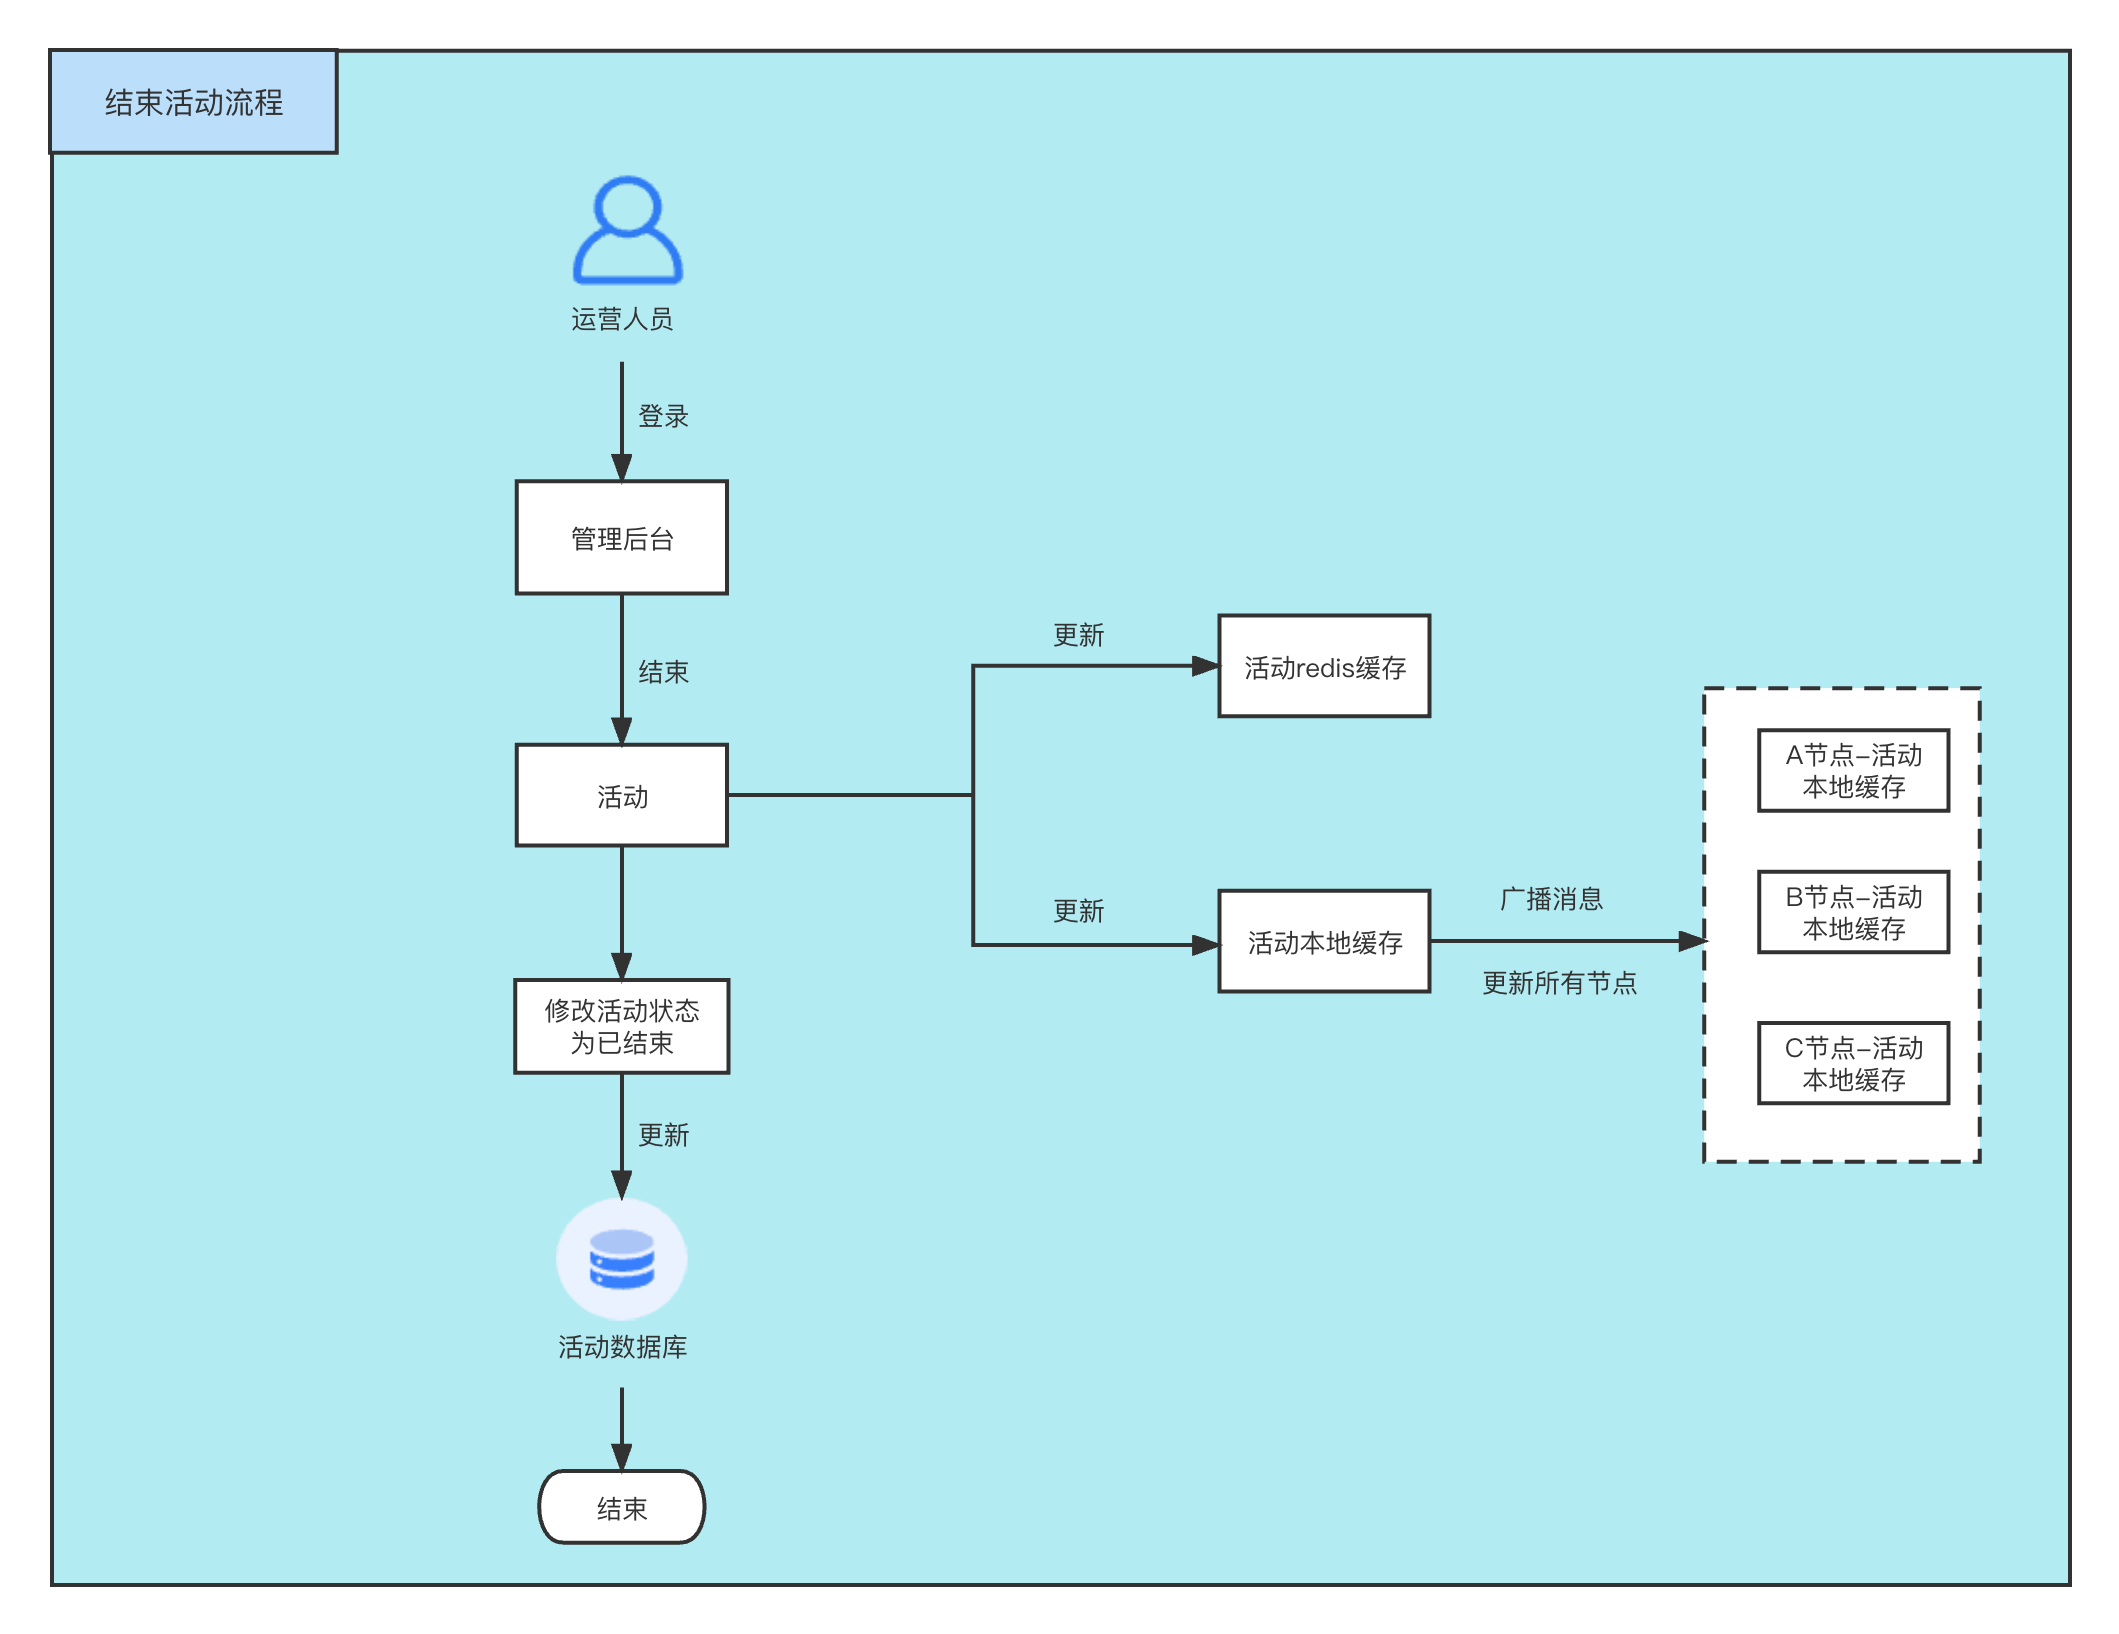 结束活动流程
运营人员
登录
管理后台
结束
更新
活动redis缓存
活动
A节点-活动
本地缓存
更新
活动本地缓存
广播消息
更新所有节点
B节点-活动
本地缓存
修改活动状态
为已结束
C节点-活动
本地缓存
更新
活动数据库
结束